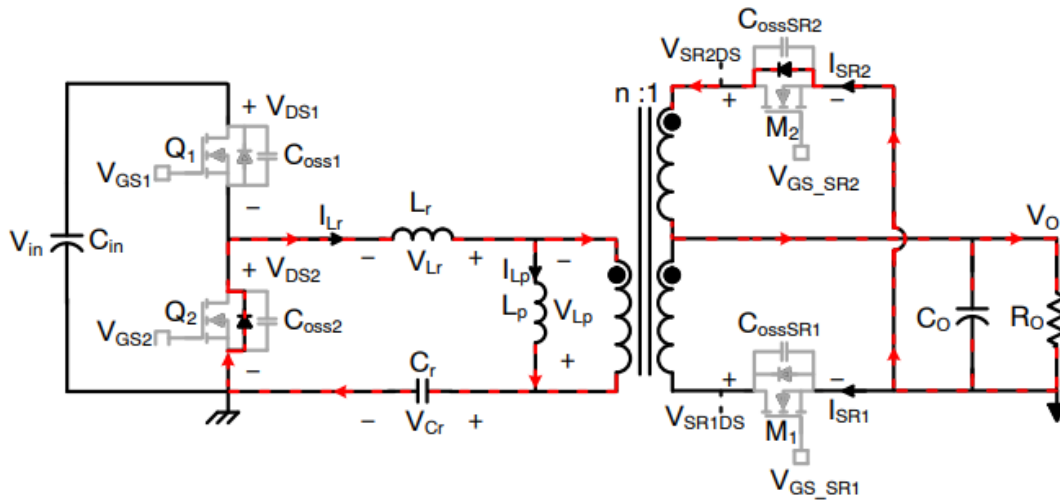 C_ossSR2
V_SR2DS
I_SR2
+
−
n :1
M_2
V_GS_SR2
+ V_DS1
Q_1
C_oss1
V_GS1
−
V_in
C_in
I_Lr
L_r
−
V_Lr
+
V_O
+ V_DS2
Q_2
C_oss2
V_GS2
−
I_Lp
−
L_p
V_Lp
+
C_r
−
V_Cr
+
C_ossSR1
C_O
R_O
+
−
V_SR1DS
I_SR1
M_1
V_GS_SR1